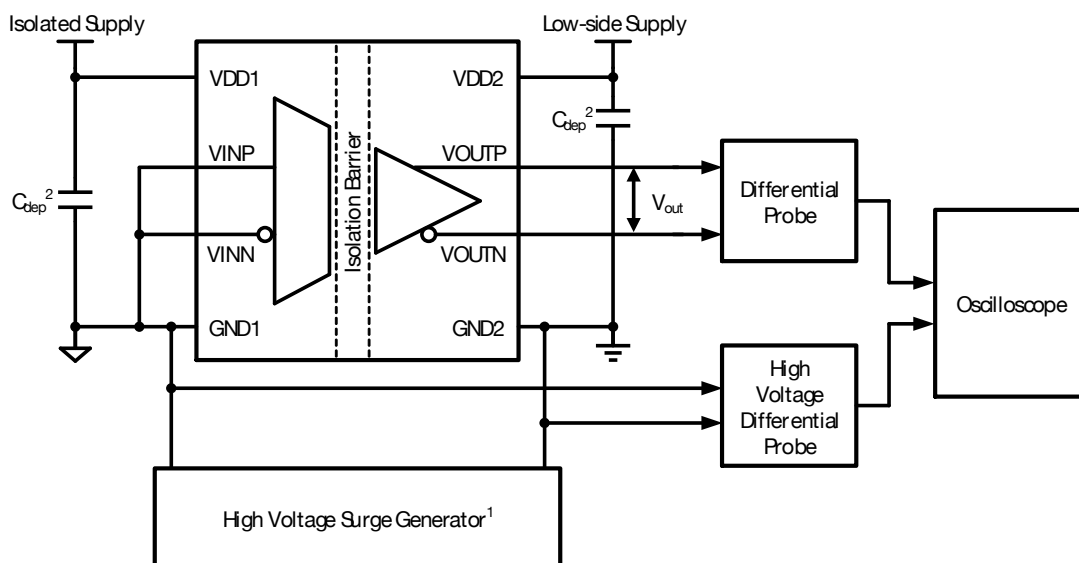 Isolated Supply
Low-side Supply
VDD1
VDD2
Cdep2
Cdep2
VINP
VOUTP
Isolation Barrier
Vout
Differential
Probe
VINN
VOUTN
Oscilloscope
GND1
GND2
High
Voltage
Differential
Probe
High Voltage Surge Generator1